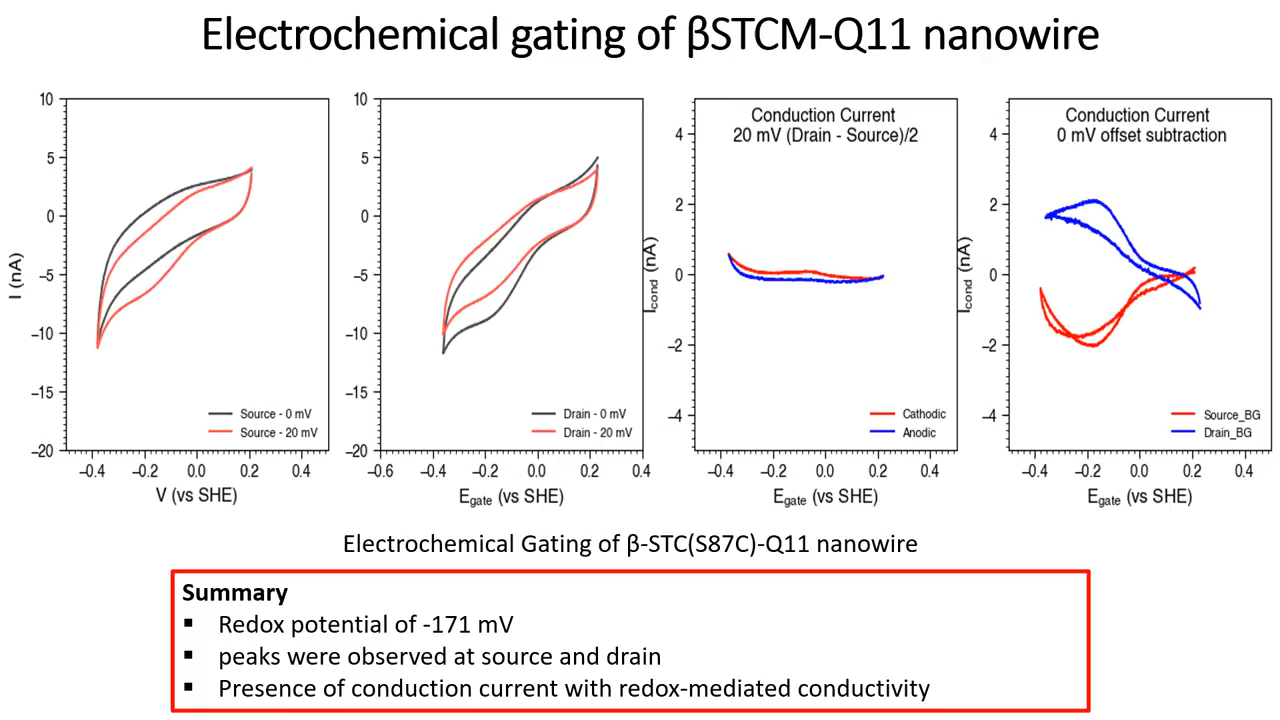 Electrochemical gating of βSTCM-Q11 nanowire
10
5
0
−5
−10
−15
−20
I (nA)
Source - 0 mV
Source - 20 mV
−0.4 −0.2 0.0 0.2 0.4
V (vs SHE)
10
5
0
−5
−10
−15
−20
Drain - 0 mV
Drain - 20 mV
−0.6 −0.4 −0.2 0.0 0.2 0.4
Egate (vs SHE)
Conduction Current
20 mV (Drain - Source)/2
4
2
0
−2
−4
Icond (nA)
Cathodic
Anodic
−0.4 −0.2 0.0 0.2 0.4
Egate (vs SHE)
Conduction Current
0 mV offset subtraction
4
2
0
−2
−4
Icond (nA)
Source_BG
Drain_BG
−0.4 −0.2 0.0 0.2 0.4
Egate (vs SHE)
Electrochemical Gating of β-STC(S87C)-Q11 nanowire
Summary
▪ Redox potential of -171 mV
▪ peaks were observed at source and drain
▪ Presence of conduction current with redox-mediated conductivity